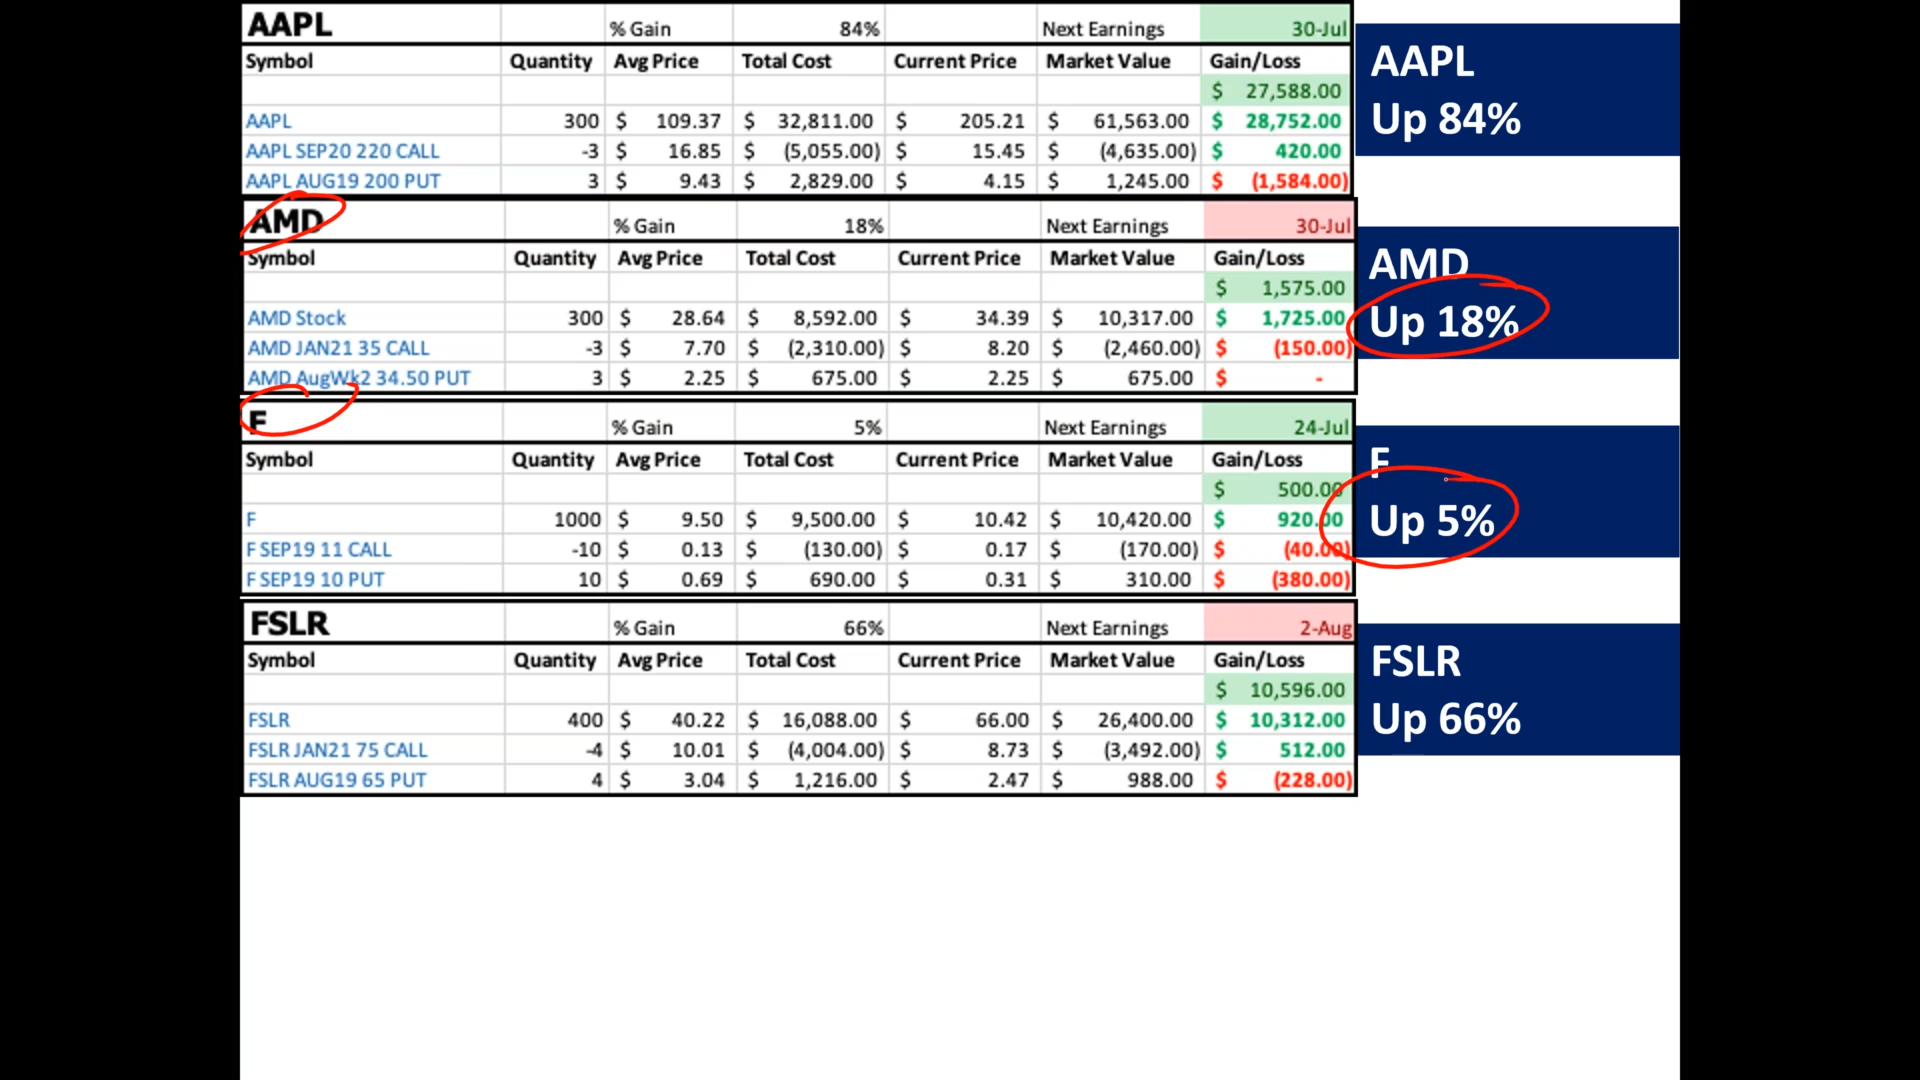 AAPL % Gain 84% Next Earnings 30-Jul
Symbol Quantity Avg Price Total Cost Current Price Market Value Gain/Loss
$ 27,588.00
AAPL 300 $ 109.37 $ 32,811.00 $ 205.21 $ 61,563.00 $ 28,752.00
AAPL SEP20 220 CALL -3 $ 16.85 $ (5,055.00) $ 15.45 $ (4,635.00) $ 420.00
AAPL AUG19 200 PUT 3 $ 9.43 $ 2,829.00 $ 4.15 $ 1,245.00 $ (1,584.00)
AAPL
Up 84%
AMD % Gain 18% Next Earnings 30-Jul
Symbol Quantity Avg Price Total Cost Current Price Market Value Gain/Loss
$ 1,575.00
AMD Stock 300 $ 28.64 $ 8,592.00 $ 34.39 $ 10,317.00 $ 1,725.00
AMD JAN21 35 CALL -3 $ 7.70 $ (2,310.00) $ 8.20 $ (2,460.00) $ (150.00)
AMD AugWk2 34.50 PUT 3 $ 2.25 $ 675.00 $ 2.25 $ 675.00 $ -
AMD
Up 18%
F % Gain 5% Next Earnings 24-Jul
Symbol Quantity Avg Price Total Cost Current Price Market Value Gain/Loss
$ 500.00
F 1000 $ 9.50 $ 9,500.00 $ 10.42 $ 10,420.00 $ 920.00
F SEP19 11 CALL -10 $ 0.13 $ (130.00) $ 0.17 $ (170.00) $ (40.00)
F SEP19 10 PUT 10 $ 0.69 $ 690.00 $ 0.31 $ 310.00 $ (380.00)
F
Up 5%
FSLR % Gain 66% Next Earnings 2-Aug
Symbol Quantity Avg Price Total Cost Current Price Market Value Gain/Loss
$ 10,596.00
FSLR 400 $ 40.22 $ 16,088.00 $ 66.00 $ 26,400.00 $ 10,312.00
FSLR JAN21 75 CALL -4 $ 10.01 $ (4,004.00) $ 8.73 $ (3,492.00) $ 512.00
FSLR AUG19 65 PUT 4 $ 3.04 $ 1,216.00 $ 2.47 $ 988.00 $ (228.00)
FSLR
Up 66%